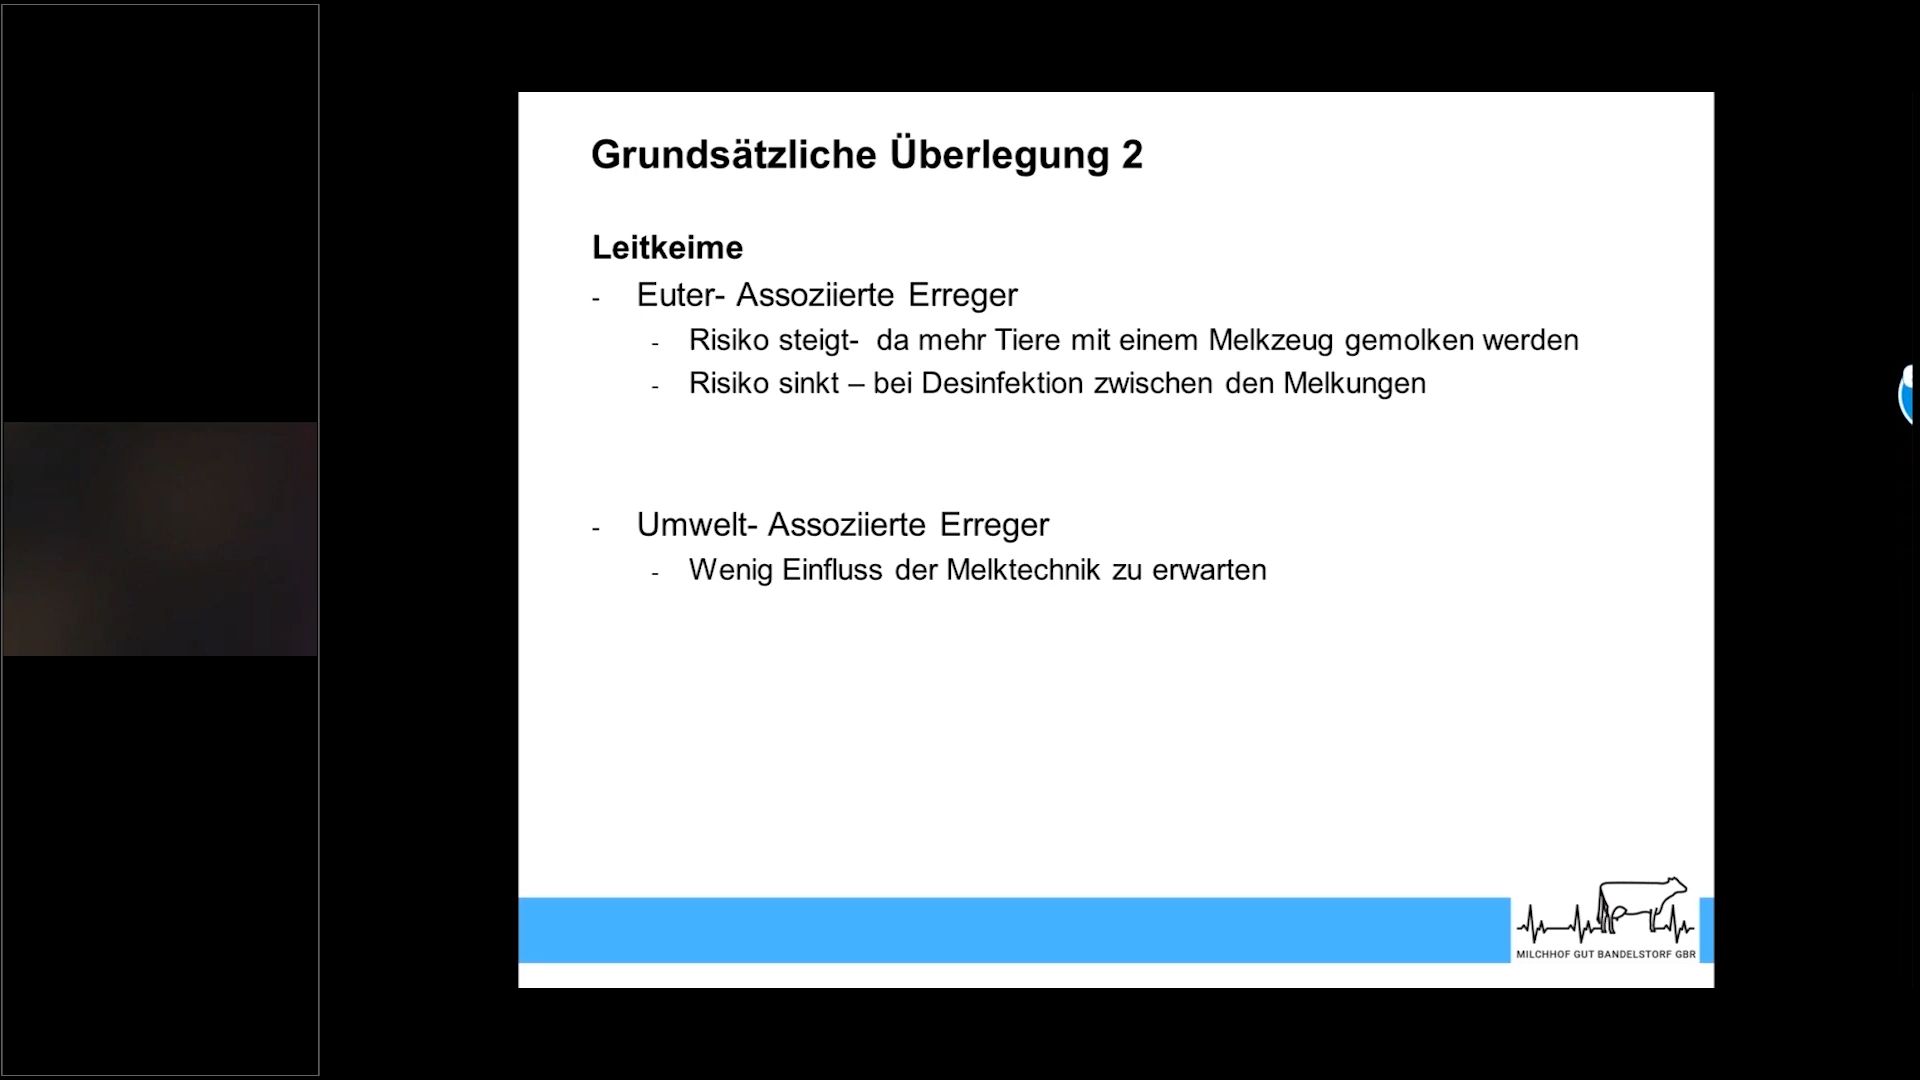 Grundsätzliche Überlegung 2
Leitkeime
- Euter- Assoziierte Erreger
- Risiko steigt- da mehr Tiere mit einem Melkzeug gemolken werden
- Risiko sinkt – bei Desinfektion zwischen den Melkungen
- Umwelt- Assoziierte Erreger
- Wenig Einfluss der Melktechnik zu erwarten
MILCHHOF GUT BANDELSTORF GBR